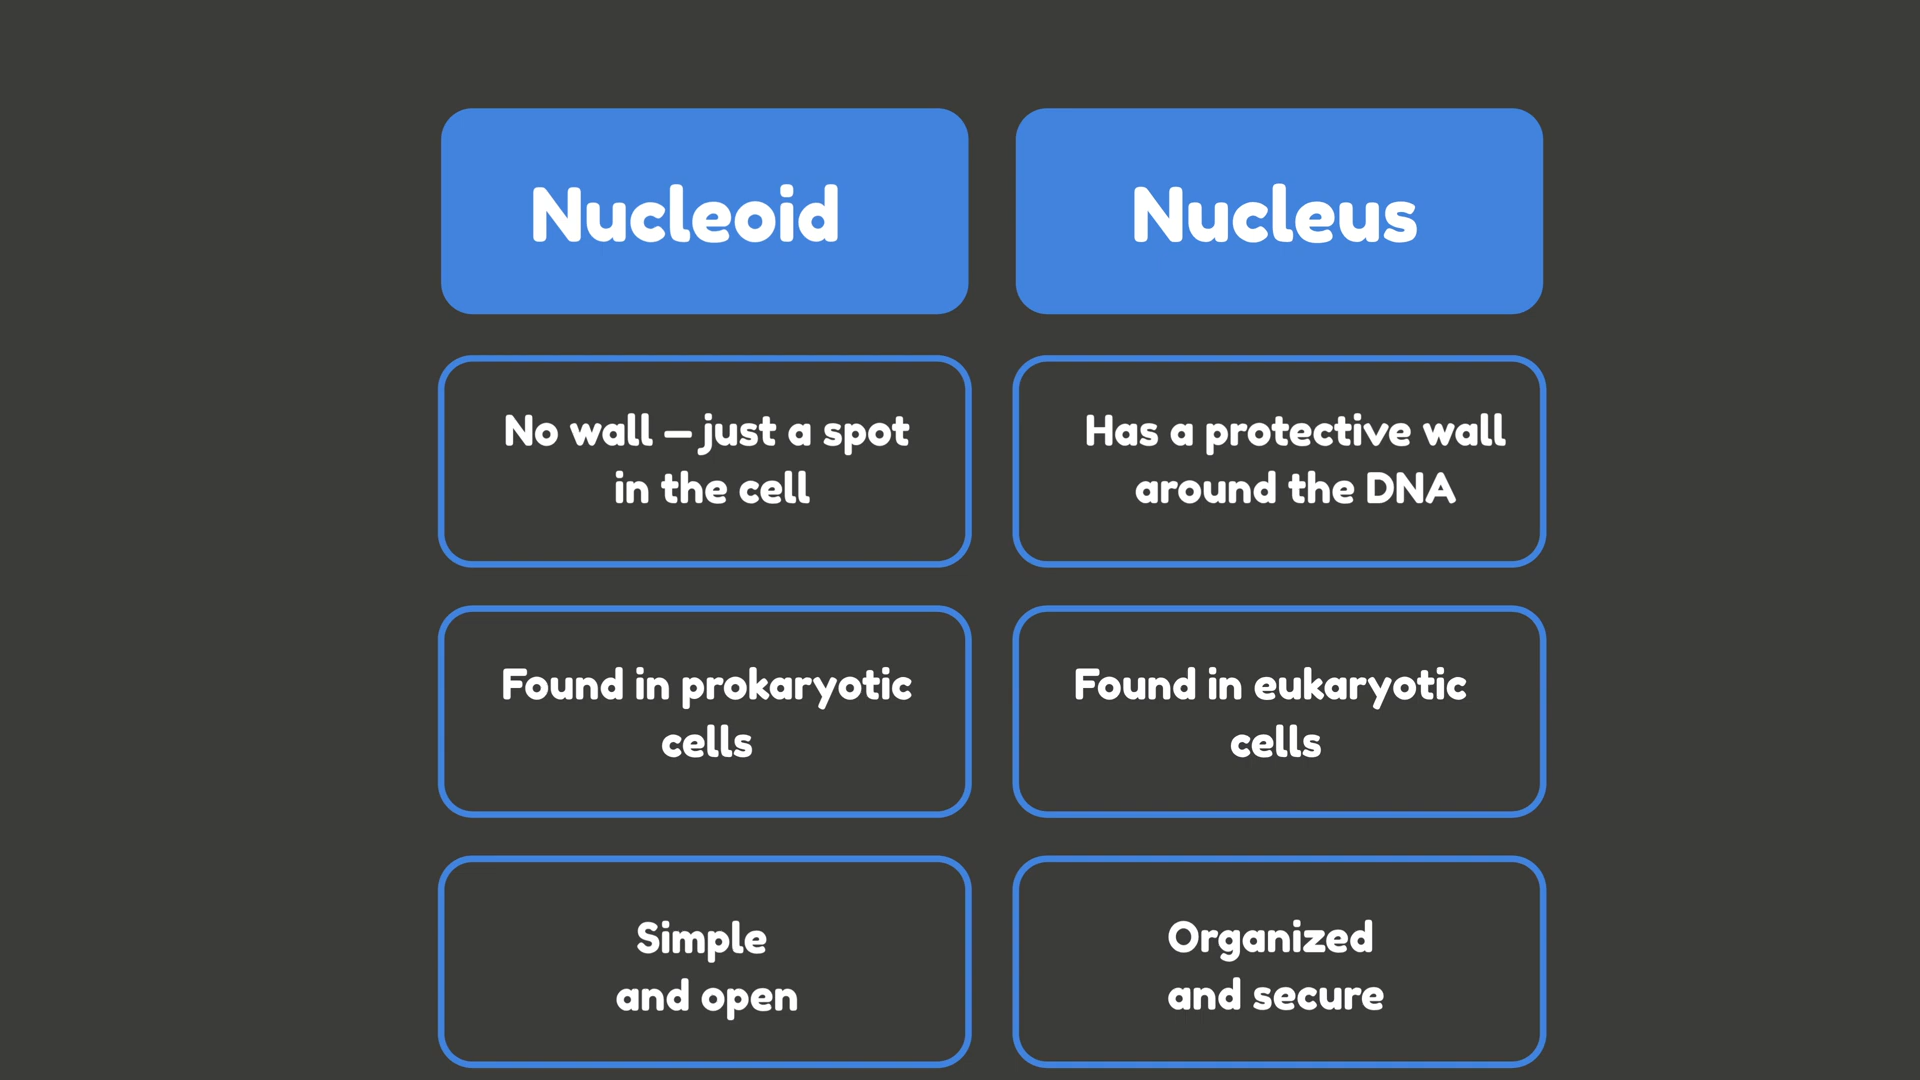 Nucleoid
Nucleus
No wall — just a spot
in the cell
Has a protective wall
around the DNA
Found in prokaryotic
cells
Found in eukaryotic
cells
Simple
and open
Organized
and secure